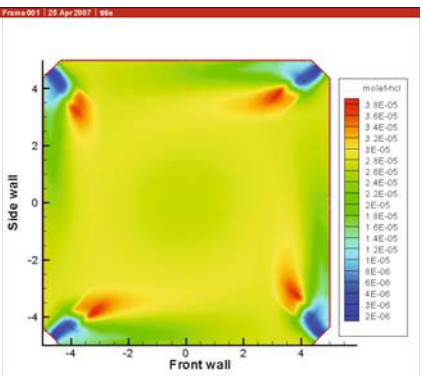 Frame 001 | 25 Apr 2007 | title
molef-hcl
3.8E-05
3.6E-05
3.4E-05
3.2E-05
3E-05
2.8E-05
2.6E-05
2.4E-05
2.2E-05
2E-05
1.8E-05
1.6E-05
1.4E-05
1.2E-05
1E-05
8E-06
6E-06
4E-06
3E-06
2E-06
4
2
0
-2
-4
Side wall
-4
-2
0
2
4
Front wall